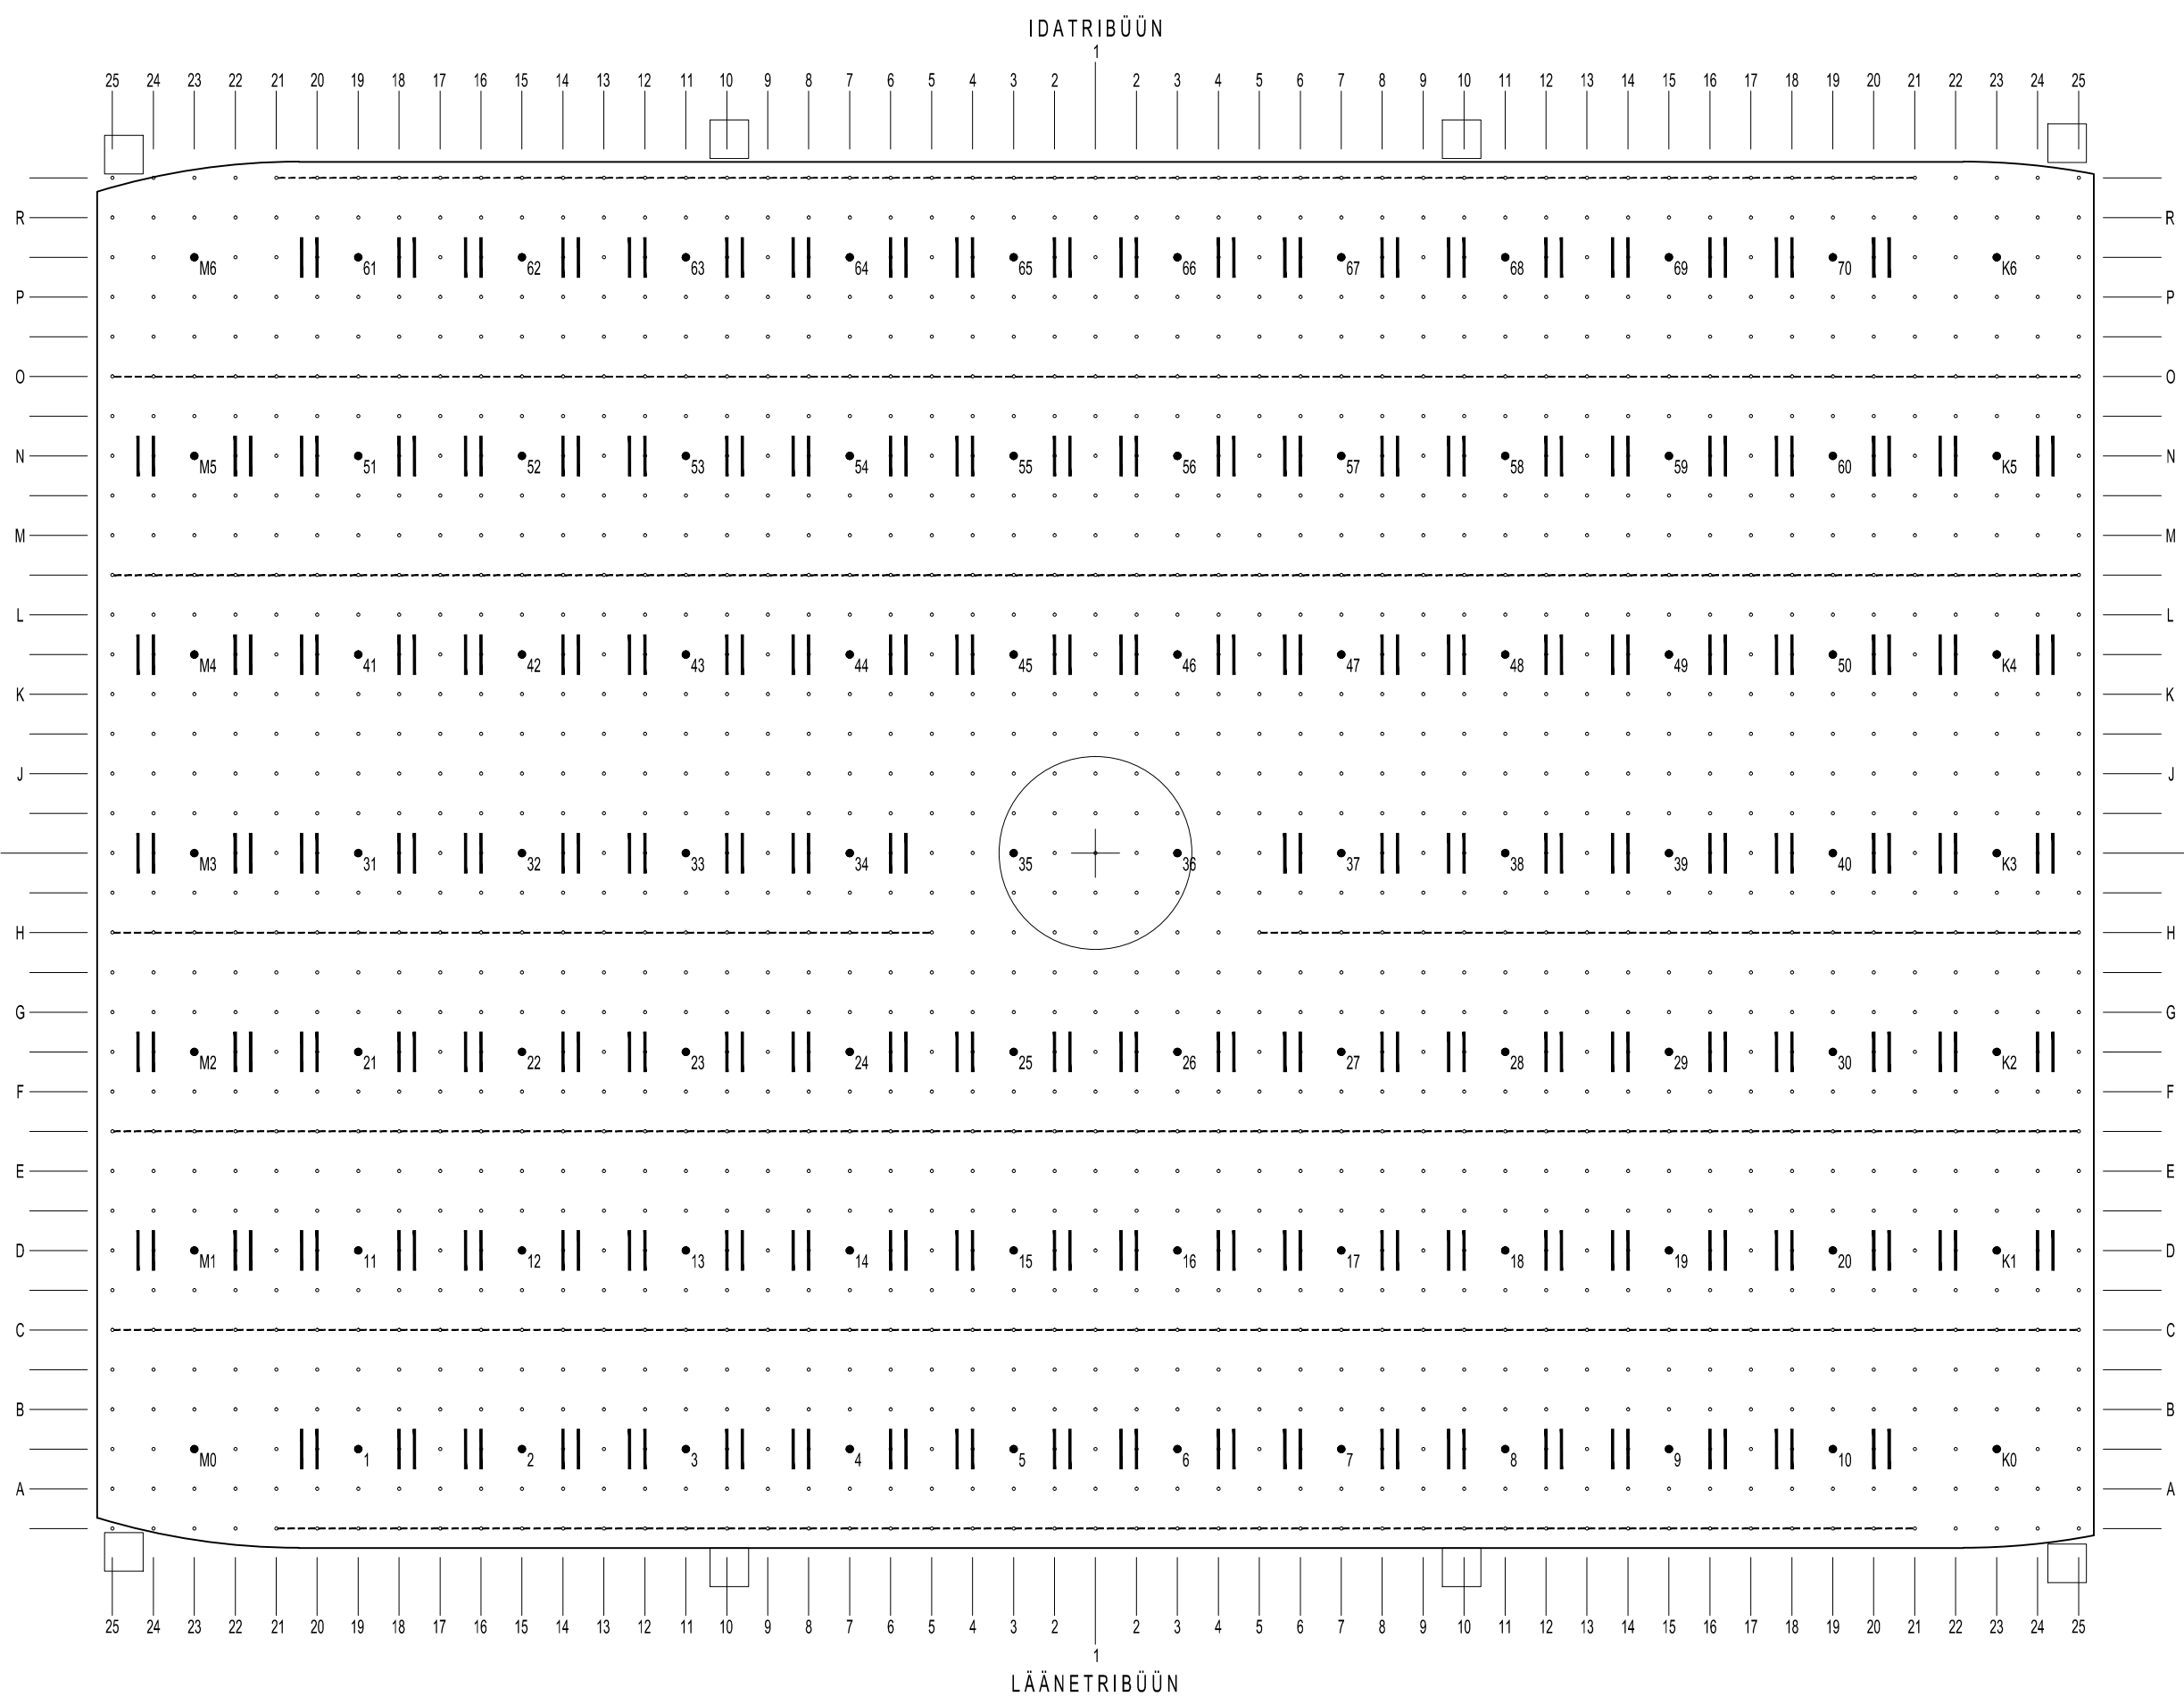 IDATRIBÜÜN
1
25 24 23 22 21 20 19 18 17 16 15 14 13 12 11 10 9 8 7 6 5 4 3 2 2 3 4 5 6 7 8 9 10 11 12 13 14 15 16 17 18 19 20 21 22 23 24 25
R R
M6 61 62 63 64 65 66 67 68 69 70 K6
P P
O O
N N
M5 51 52 53 54 55 56 57 58 59 60 K5
M M
L L
M4 41 42 43 44 45 46 47 48 49 50 K4
K K
J J
M3 31 32 33 34 35 36 37 38 39 40 K3
H H
G G
M2 21 22 23 24 25 26 27 28 29 30 K2
F F
E E
D D
M1 11 12 13 14 15 16 17 18 19 20 K1
C C
B B
M0 1 2 3 4 5 6 7 8 9 10 K0
A A
25 24 23 22 21 20 19 18 17 16 15 14 13 12 11 10 9 8 7 6 5 4 3 2 2 3 4 5 6 7 8 9 10 11 12 13 14 15 16 17 18 19 20 21 22 23 24 25
1
LÄÄNETRIBÜÜN